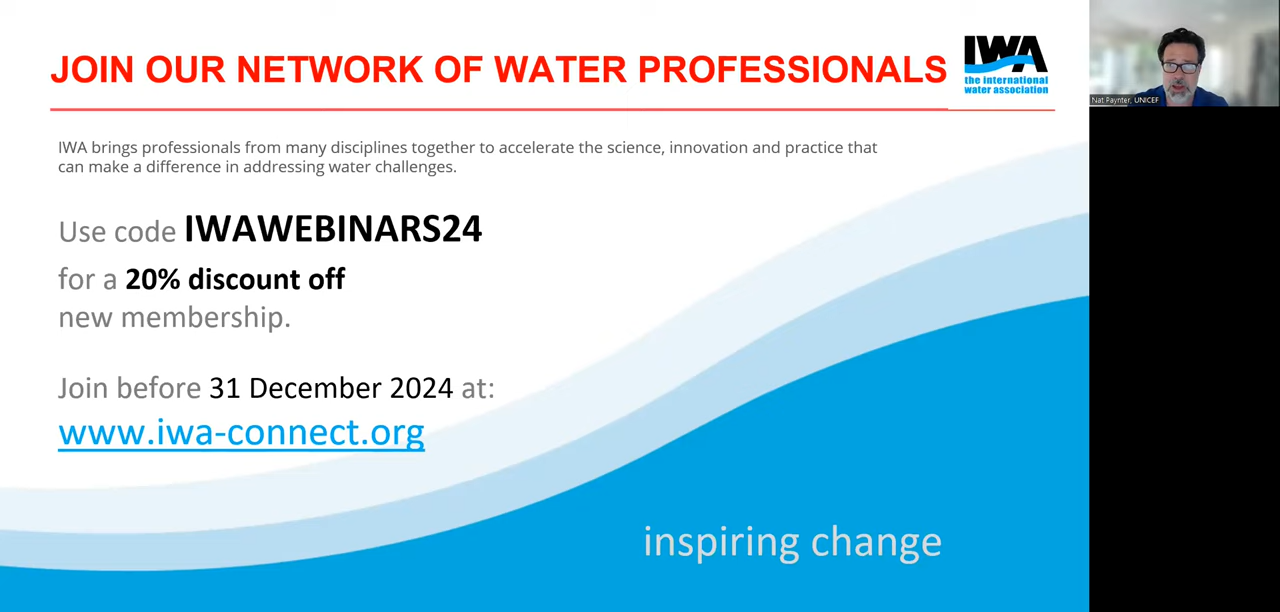 JOIN OUR NETWORK OF WATER PROFESSIONALS
IWA
the international
water association
Nat Paynter, UNICEF
IWA brings professionals from many disciplines together to accelerate the science, innovation and practice that
can make a difference in addressing water challenges.
Use code IWAWEBINARS24
for a 20% discount off
new membership.
Join before 31 December 2024 at:
www.iwa-connect.org
inspiring change